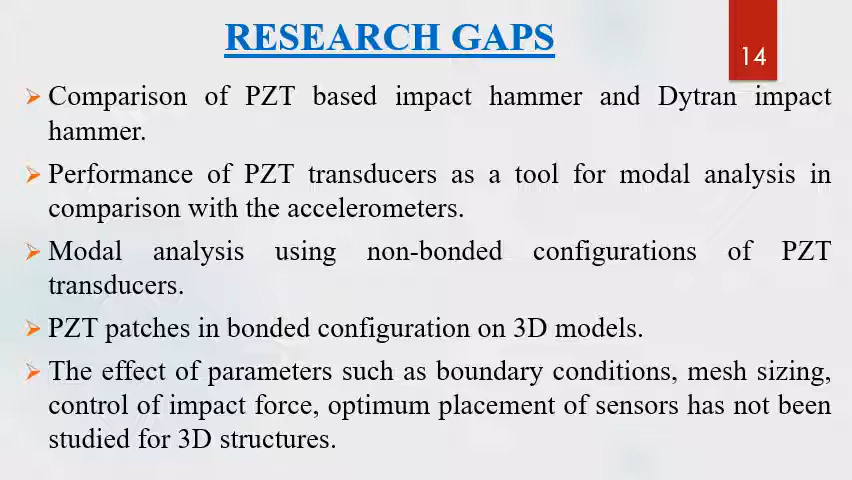 RESEARCH GAPS
14
Comparison of PZT based impact hammer and Dytran impact
hammer.
Performance of PZT transducers as a tool for modal analysis in
comparison with the accelerometers.
Modal analysis using non-bonded configurations of PZT
transducers.
PZT patches in bonded configuration on 3D models.
The effect of parameters such as boundary conditions, mesh sizing,
control of impact force, optimum placement of sensors has not been
studied for 3D structures.